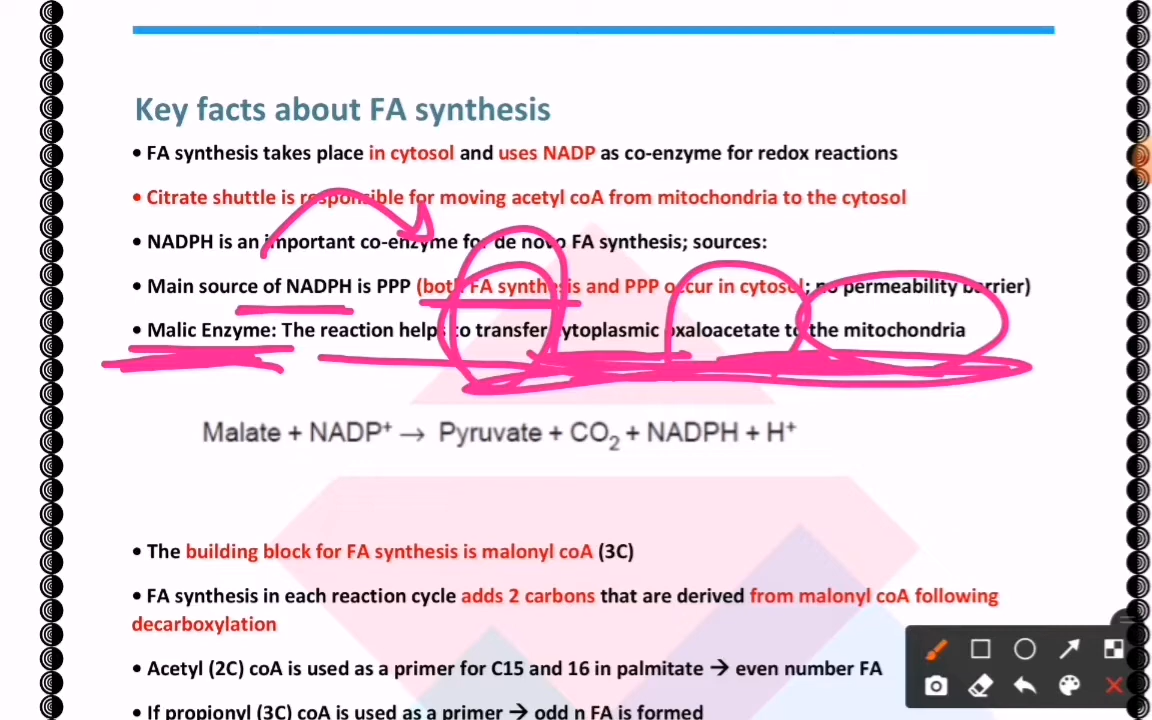 Key facts about FA synthesis
• FA synthesis takes place in cytosol and uses NADP as co-enzyme for redox reactions
• Citrate shuttle is responsible for moving acetyl coA from mitochondria to the cytosol
• NADPH is an important co-enzyme for de novo FA synthesis; sources:
• Main source of NADPH is PPP (both FA synthesis and PPP occur in cytosol; no permeability barrier)
• Malic Enzyme: The reaction helps to transfer cytoplasmic oxaloacetate to the mitochondria
Malate + NADP⁺ → Pyruvate + CO₂ + NADPH + H⁺
• The building block for FA synthesis is malonyl coA (3C)
• FA synthesis in each reaction cycle adds 2 carbons that are derived from malonyl coA following
decarboxylation
• Acetyl (2C) coA is used as a primer for C15 and 16 in palmitate → even number FA
• If propionyl (3C) coA is used as a primer → odd n FA is formed